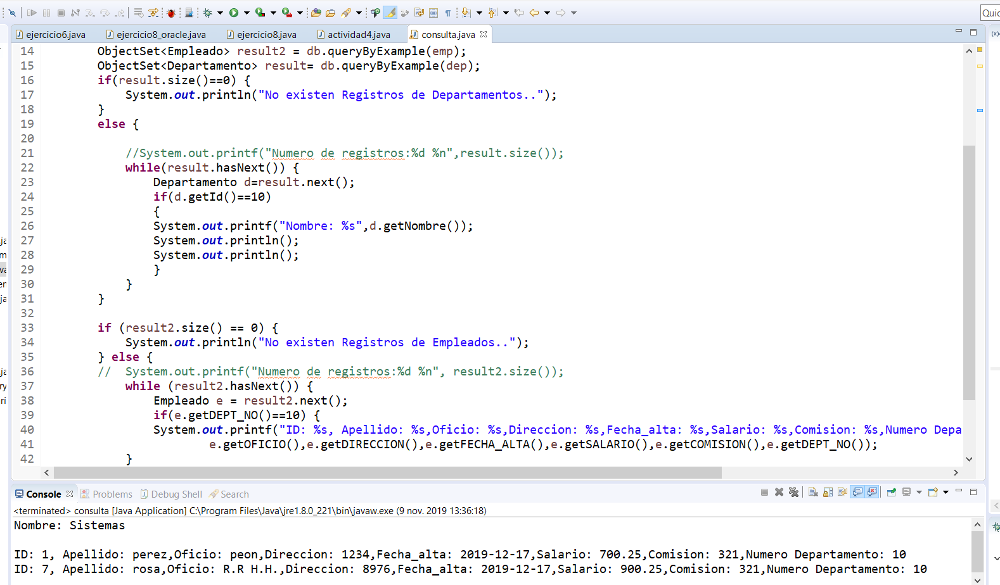 Quic
ejercicio6.java ejercicio8_oracle.java ejercicio8.java actividad4.java consulta.java
14 ObjectSet<Empleado> result2 = db.queryByExample(emp);
15 ObjectSet<Departamento> result= db.queryByExample(dep);
16 if(result.size()==0) {
17 System.out.println("No existen Registros de Departamentos..");
18 }
19 else {
20
21 //System.out.printf("Numero de registros:%d %n",result.size());
22 while(result.hasNext()) {
23 Departamento d=result.next();
24 if(d.getId()==10)
25 {
26 System.out.printf("Nombre: %s",d.getNombre());
27 System.out.println();
28 System.out.println();
29 }
30 }
31 }
32
33 if (result2.size() == 0) {
34 System.out.println("No existen Registros de Empleados..");
35 } else {
36 // System.out.printf("Numero de registros:%d %n", result2.size());
37 while (result2.hasNext()) {
38 Empleado e = result2.next();
39 if(e.getDEPT_NO()==10) {
40 System.out.printf("ID: %s, Apellido: %s,Oficio: %s,Direccion: %s,Fecha_alta: %s,Salario: %s,Comision: %s,Numero Depa
41 e.getOFICIO(),e.getDIRECCION(),e.getFECHA_ALTA(),e.getSALARIO(),e.getCOMISION(),e.getDEPT_NO());
42 }
Console Problems Debug Shell Search
<terminated> consulta [Java Application] C:\Program Files\Java\jre1.8.0_221\bin\javaw.exe (9 nov. 2019 13:36:18)
Nombre: Sistemas
ID: 1, Apellido: perez,Oficio: peon,Direccion: 1234,Fecha_alta: 2019-12-17,Salario: 700.25,Comision: 321,Numero Departamento: 10
ID: 7, Apellido: rosa,Oficio: R.R H.H.,Direccion: 8976,Fecha_alta: 2019-12-17,Salario: 900.25,Comision: 321,Numero Departamento: 10